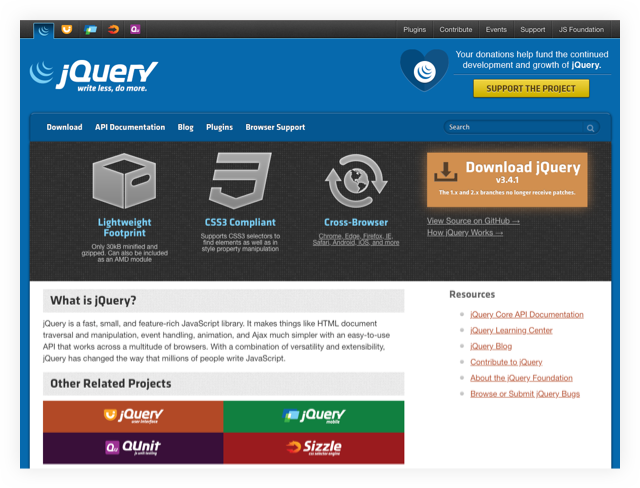 Plugins Contribute Events Support JS Foundation
jQuery
write less, do more.
Your donations help fund the continued
development and growth of jQuery.
SUPPORT THE PROJECT
Download API Documentation Blog Plugins Browser Support
Search
Lightweight
Footprint
Only 30kB minified and
gzipped. Can also be included
as an AMD module
CSS3 Compliant
Supports CSS3 selectors to
find elements as well as in
style property manipulation
Cross-Browser
Chrome, Edge, Firefox, IE,
Safari, Android, iOS, and more
Download jQuery
v3.4.1
The 1.x and 2.x branches no longer receive patches.
View Source on GitHub →
How jQuery Works →
What is jQuery?
jQuery is a fast, small, and feature-rich JavaScript library. It makes things like HTML document
traversal and manipulation, event handling, animation, and Ajax much simpler with an easy-to-use
API that works across a multitude of browsers. With a combination of versatility and extensibility,
jQuery has changed the way that millions of people write JavaScript.
Other Related Projects
jQuery
user interface
jQuery
mobile
QUnit
js unit testing
Sizzle
css selector engine
Resources
jQuery Core API Documentation
jQuery Learning Center
jQuery Blog
Contribute to jQuery
About the jQuery Foundation
Browse or Submit jQuery Bugs